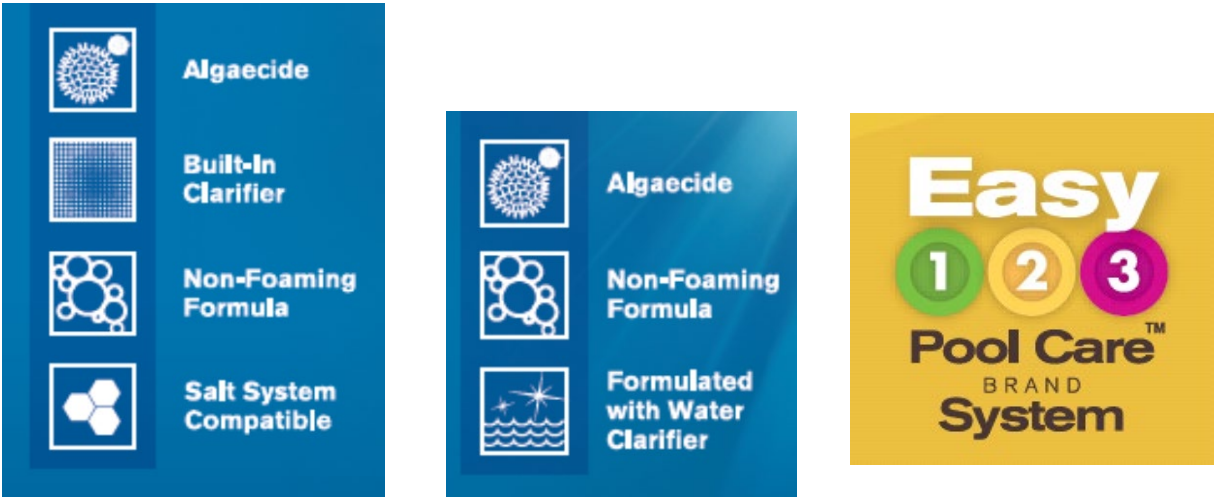 Algaecide
Built-In
Clarifier
Non-Foaming
Formula
Salt System
Compatible
Algaecide
Non-Foaming
Formula
Formulated
with Water
Clarifier
Easy
1 2 3
Pool Care™
BRAND
System